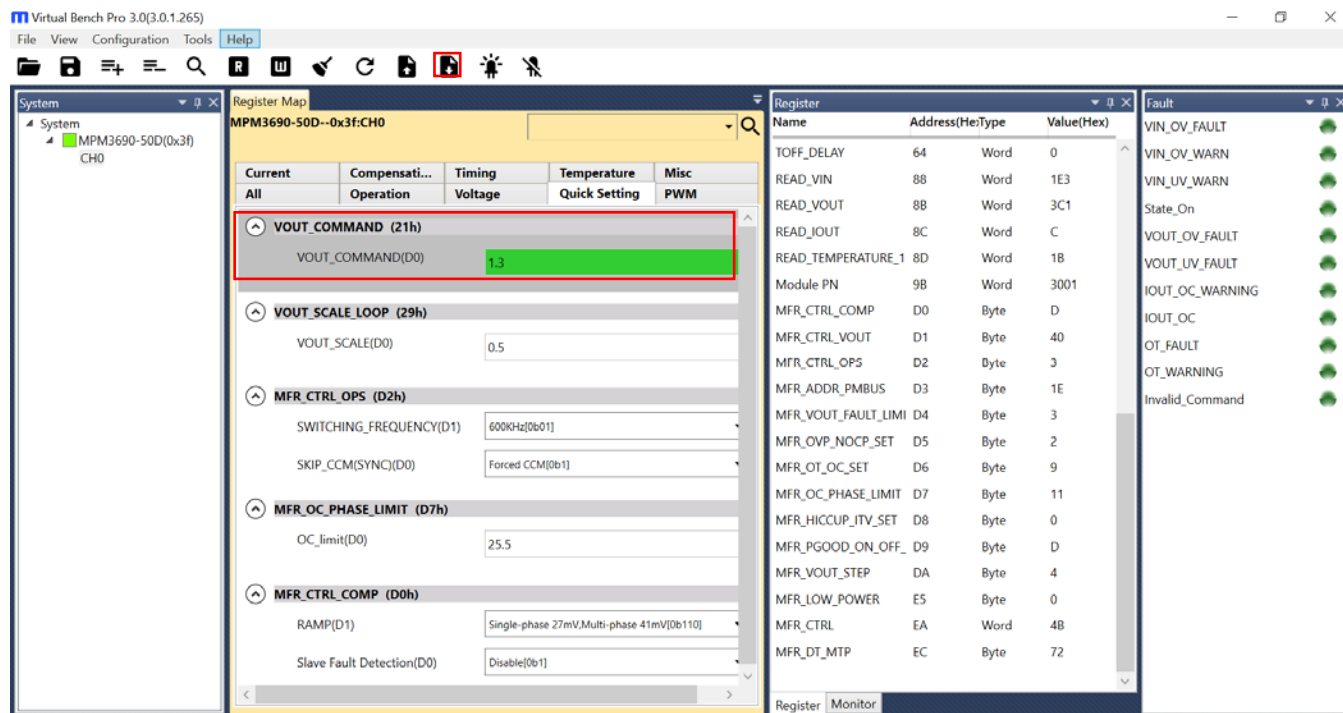 Virtual Bench Pro 3.0(3.0.1.265)
File View Configuration Tools Help
R W
System
System
MPM3690-50D(0x3f)
CH0
Register Map
MPM3690-50D--0x3f:CH0
Current Compensati... Timing Temperature Misc
All Operation Voltage Quick Setting PWM
VOUT_COMMAND (21h)
VOUT_COMMAND(D0) 1.3
VOUT_SCALE_LOOP (29h)
VOUT_SCALE(D0) 0.5
MFR_CTRL_OPS (D2h)
SWITCHING_FREQUENCY(D1) 600KHz[0b01]
SKIP_CCM(SYNC)(D0) Forced CCM[0b1]
MFR_OC_PHASE_LIMIT (D7h)
OC_limit(D0) 25.5
MFR_CTRL_COMP (D0h)
RAMP(D1) Single-phase 27mV,Multi-phase 41mV[0b110]
Slave Fault Detection(D0) Disable[0b1]
Register
Name Address(HexType Value(Hex)
TOFF_DELAY 64 Word 0
READ_VIN 88 Word 1E3
READ_VOUT 8B Word 3C1
READ_IOUT 8C Word C
READ_TEMPERATURE_1 8D Word 1B
Module PN 9B Word 3001
MFR_CTRL_COMP D0 Byte D
MFR_CTRL_VOUT D1 Byte 40
MFR_CTRL_OPS D2 Byte 3
MFR_ADDR_PMBUS D3 Byte 1E
MFR_VOUT_FAULT_LIMI D4 Byte 3
MFR_OVP_NOCP_SET D5 Byte 2
MFR_OT_OC_SET D6 Byte 9
MFR_OC_PHASE_LIMIT D7 Byte 11
MFR_HICCUP_ITV_SET D8 Byte 0
MFR_PGOOD_ON_OFF_ D9 Byte D
MFR_VOUT_STEP DA Byte 4
MFR_LOW_POWER E5 Byte 0
MFR_CTRL EA Word 4B
MFR_DT_MTP EC Byte 72
Register Monitor
Fault
VIN_OV_FAULT
VIN_OV_WARN
VIN_UV_WARN
State_On
VOUT_OV_FAULT
VOUT_UV_FAULT
IOUT_OC_WARNING
IOUT_OC
OT_FAULT
OT_WARNING
Invalid_Command